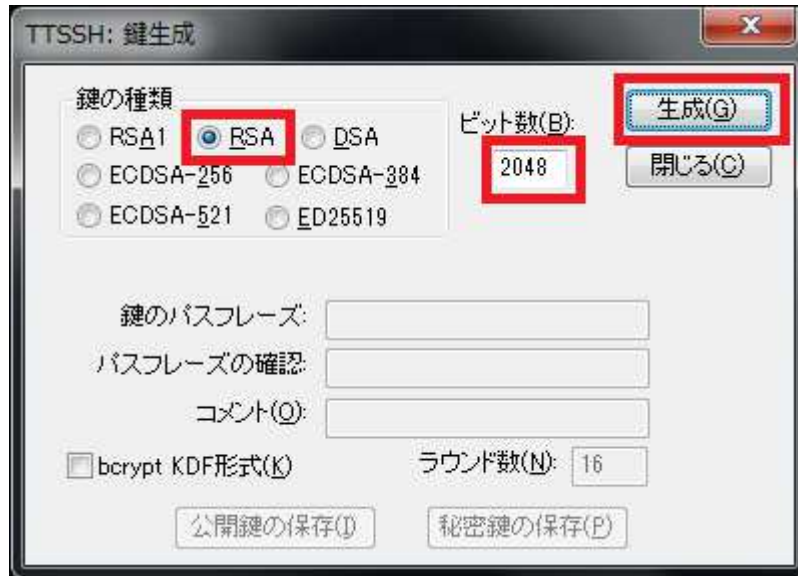 TTSSH: 鍵生成
鍵の種類
RSA1 RSA DSA
ECDSA-256 ECDSA-384
ECDSA-521 ED25519
ビット数(B):
2048
生成(G)
閉じる(C)
鍵のパスフレーズ:
パスフレーズの確認:
コメント(O):
bcrypt KDF形式(K) ラウンド数(N): 16
公開鍵の保存(I) 秘密鍵の保存(P)